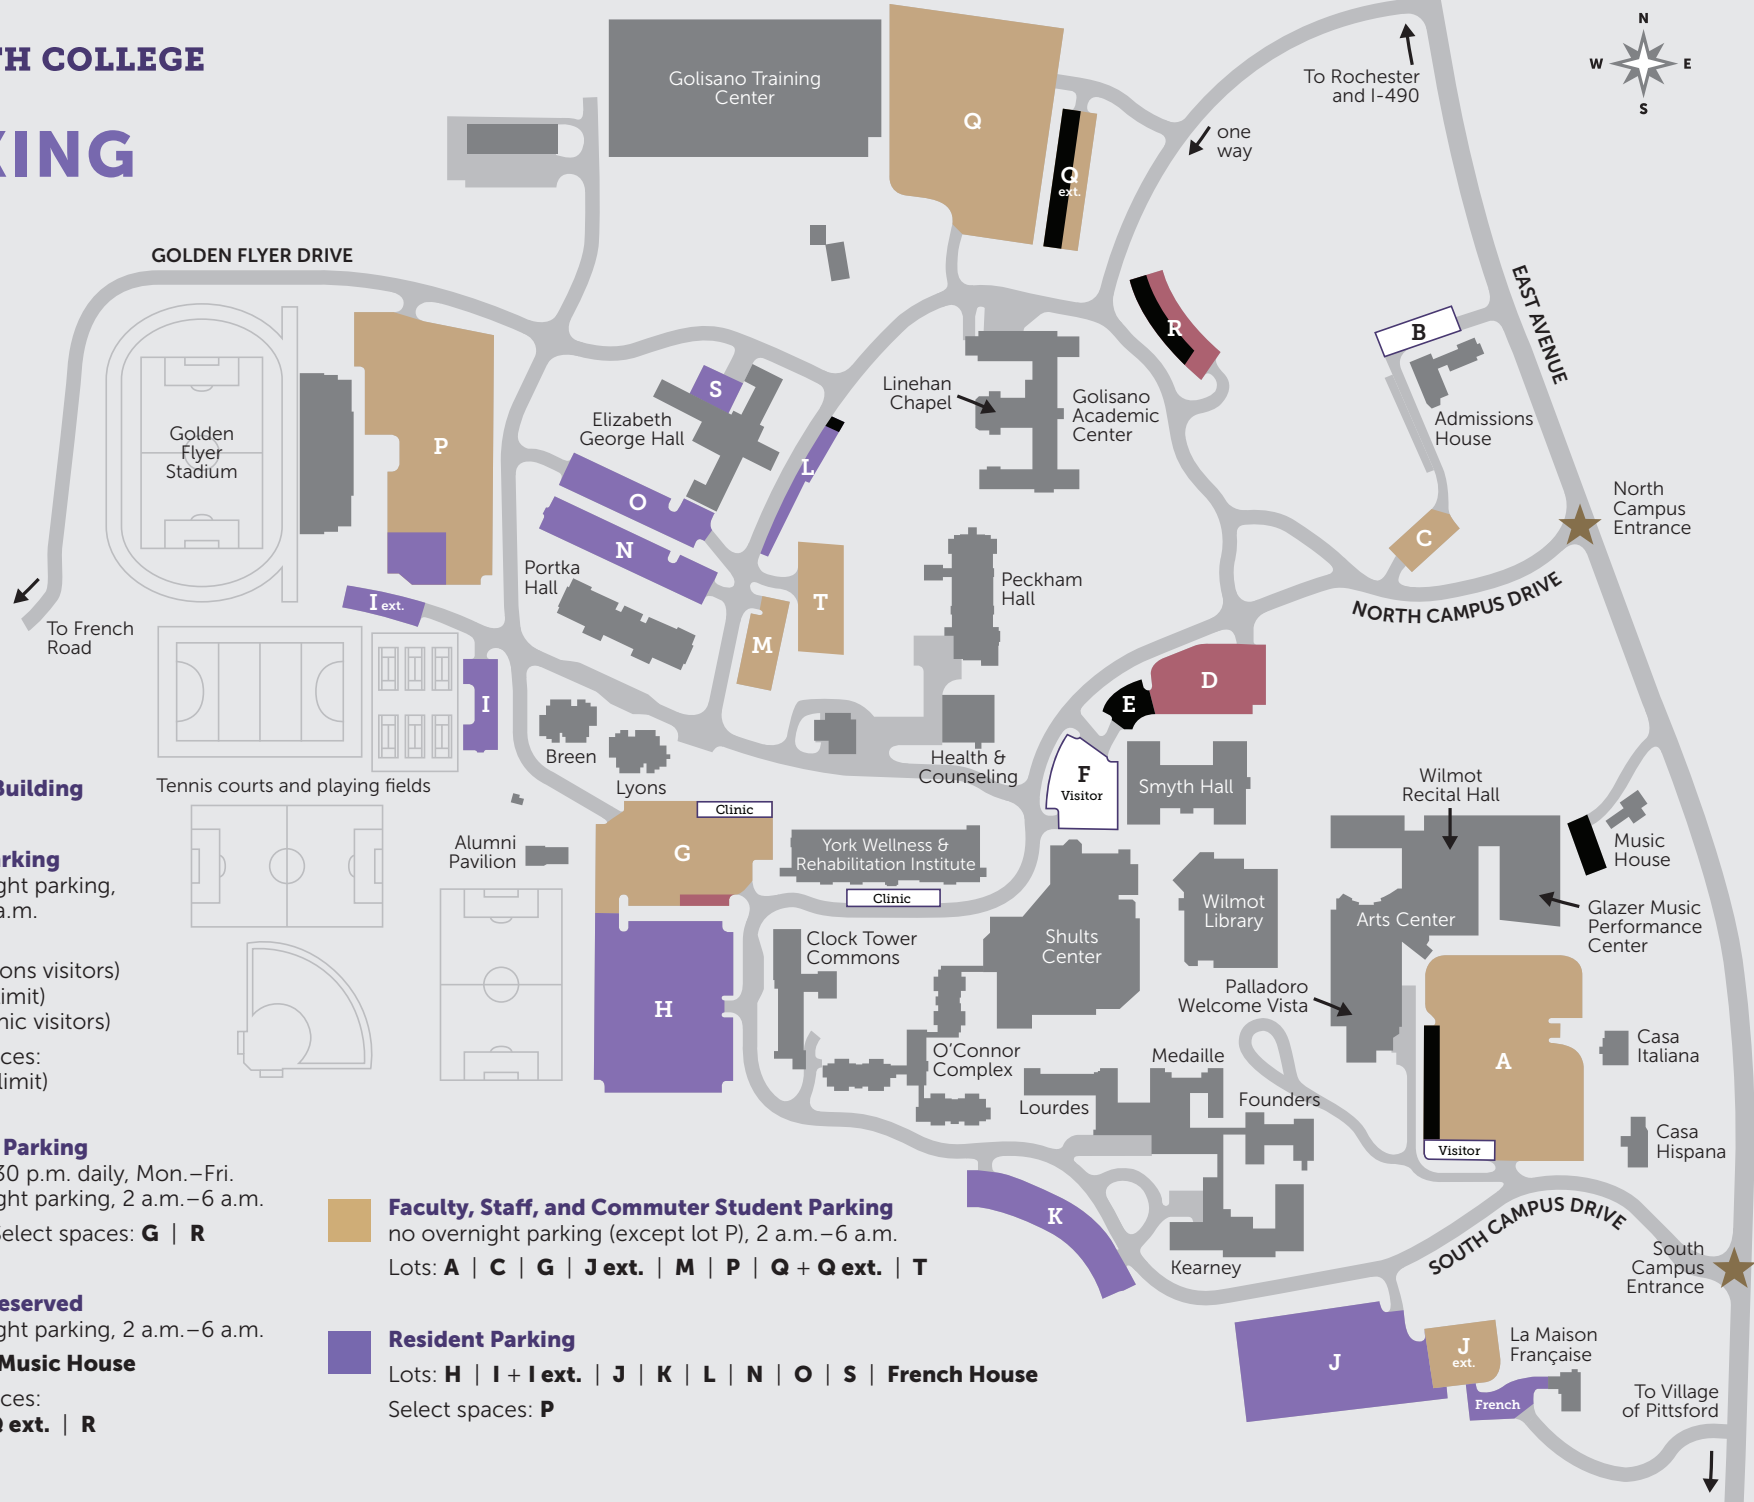 TH COLLEGE
KING
GOLDEN FLYER DRIVE
Golisano Training
Center
Q
Q
ext.
To Rochester
and I-490
one
way
N
W
E
S
EAST AVENUE
R
B
Admissions
House
Linehan
Chapel
Golisano
Academic
Center
S
Elizabeth
George Hall
L
O
N
Golden
Flyer
Stadium
P
North
Campus
Entrance
C
NORTH CAMPUS DRIVE
Portka
Hall
T
M
Peckham
Hall
I ext.
To French
Road
I
D
E
Breen
Lyons
Health &
Counseling
F
Visitor
Smyth Hall
Wilmot
Recital Hall
Tennis courts and playing fields
Building
Clinic
Alumni
Pavilion
G
York Wellness &
Rehabilitation Institute
Clinic
Music
House
Glazer Music
Performance
Center
Arts Center
Wilmot
Library
Shults
Center
Clock Tower
Commons
Palladoro
Welcome Vista
H
O'Connor
Complex
Medaille
Lourdes
Founders
A
Visitor
Casa
Italiana
Casa
Hispana
K
Kearney
SOUTH CAMPUS DRIVE
South
Campus
Entrance
J
J
ext.
La Maison
Française
French
To Village
of Pittsford
arking
ght parking,
a.m.
ons visitors)
imit)
nic visitors)
ces:
limit)
Parking
30 p.m. daily, Mon.–Fri.
ght parking, 2 a.m.–6 a.m.
Select spaces: G | R
eserved
ght parking, 2 a.m.–6 a.m.
Music House
ces:
Q ext. | R
Faculty, Staff, and Commuter Student Parking
no overnight parking (except lot P), 2 a.m.–6 a.m.
Lots: A | C | G | J ext. | M | P | Q + Q ext. | T
Resident Parking
Lots: H | I + I ext. | J | K | L | N | O | S | French House
Select spaces: P